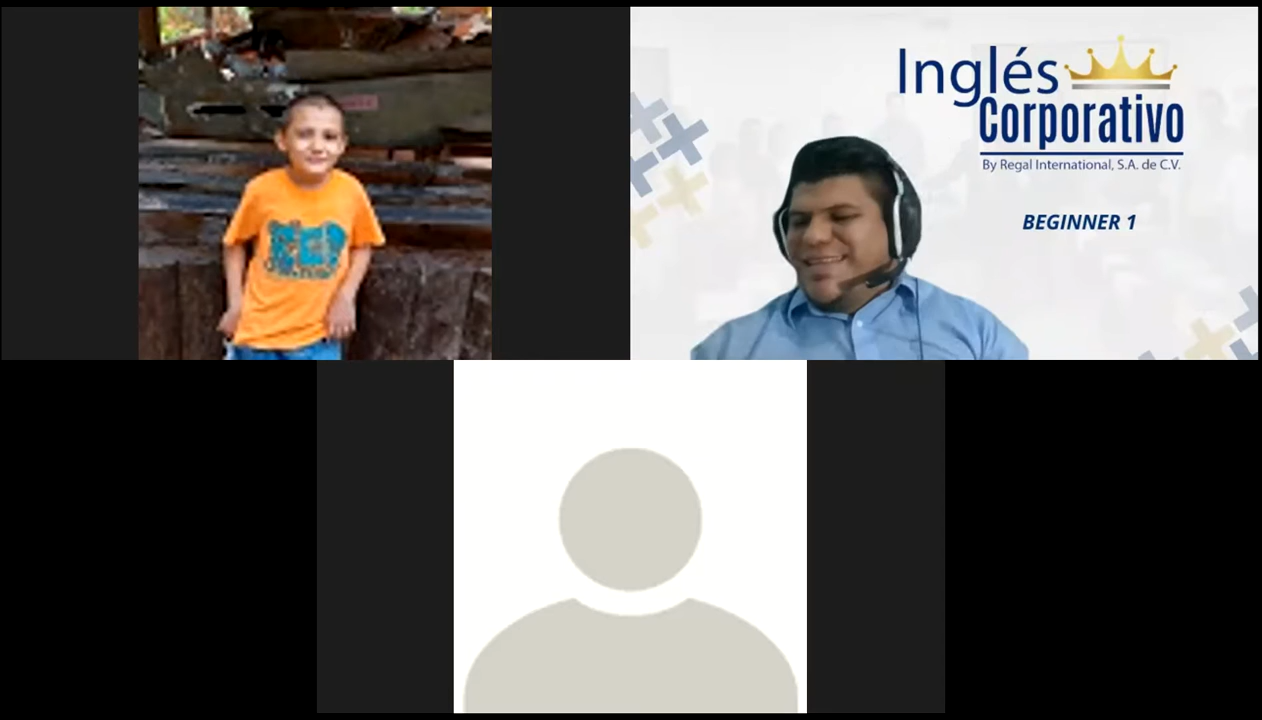 Inglés
Corporativo
By Regal International, S.A. de C.V.
BEGINNER 1